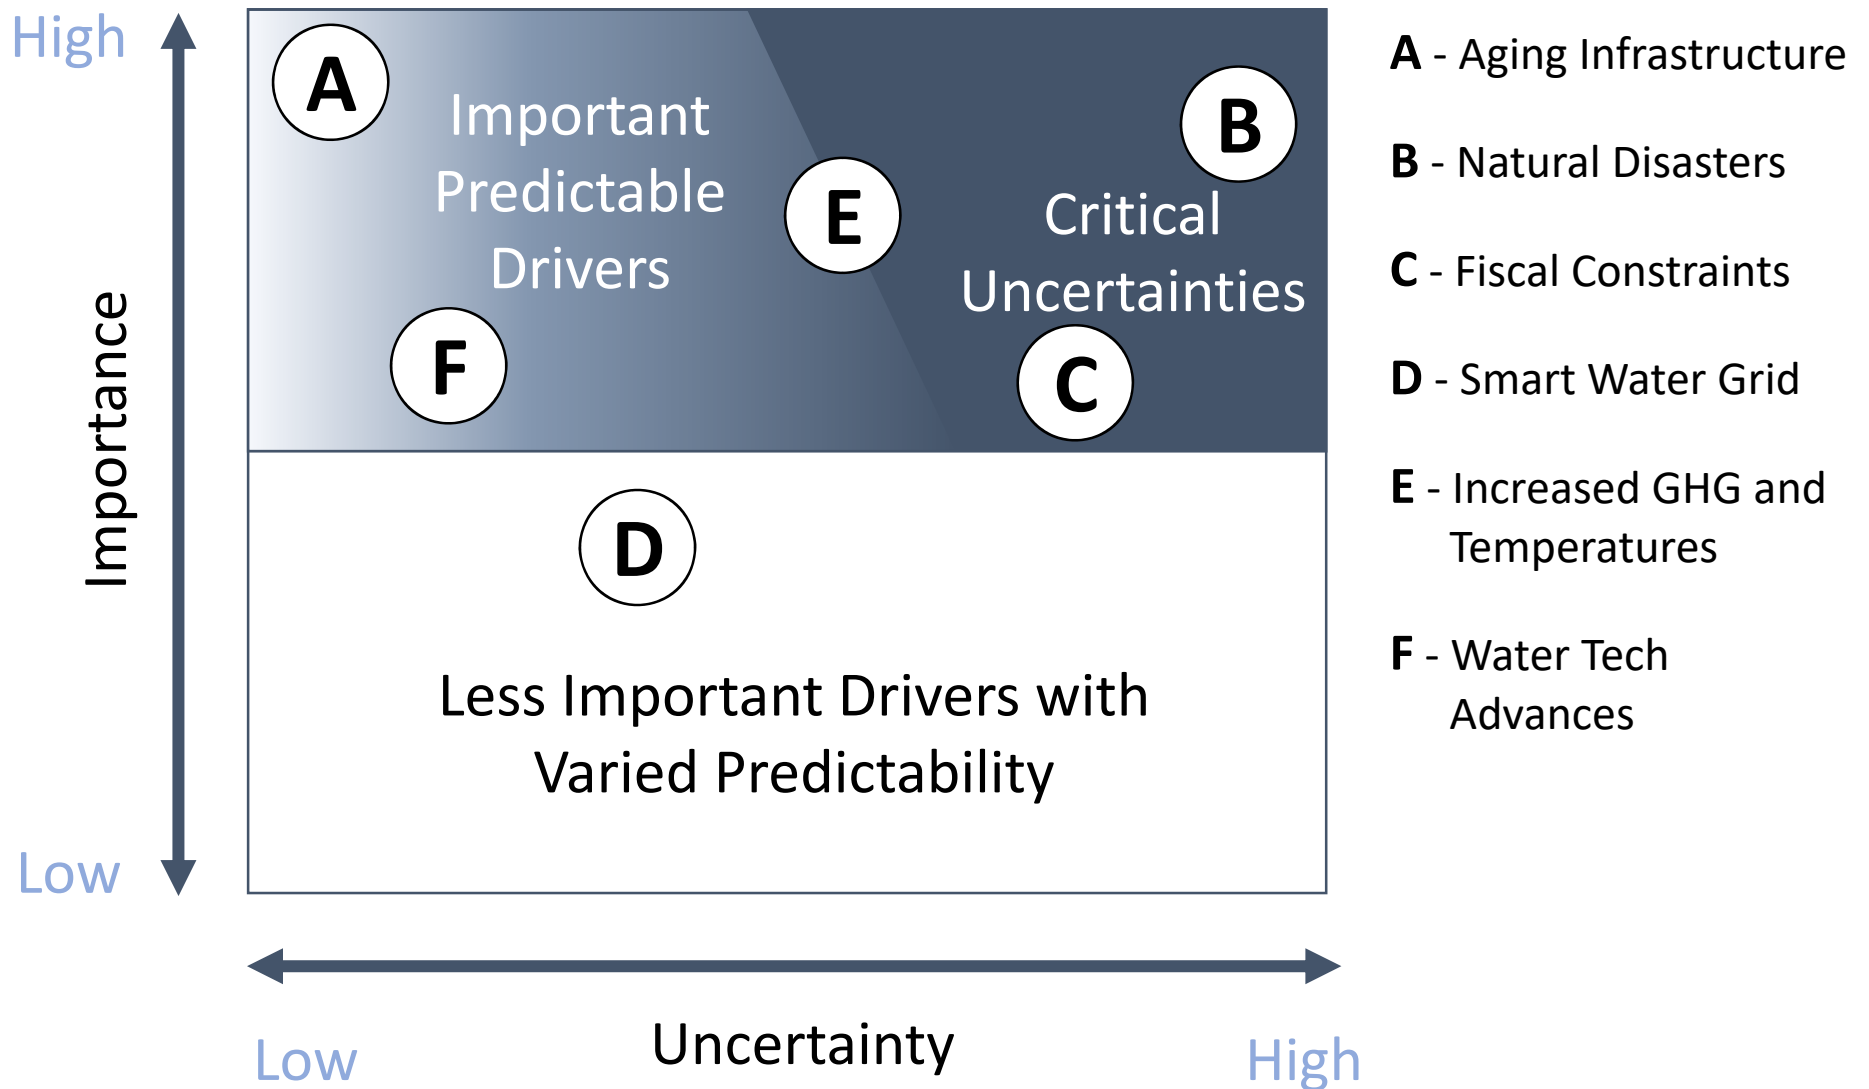 High
A
Important
Predictable
Drivers
B
E
Critical
Uncertainties
F
C
Importance
D
Less Important Drivers with
Varied Predictability
Low
Low
Uncertainty
High
A - Aging Infrastructure
B - Natural Disasters
C - Fiscal Constraints
D - Smart Water Grid
E - Increased GHG and
Temperatures
F - Water Tech
Advances